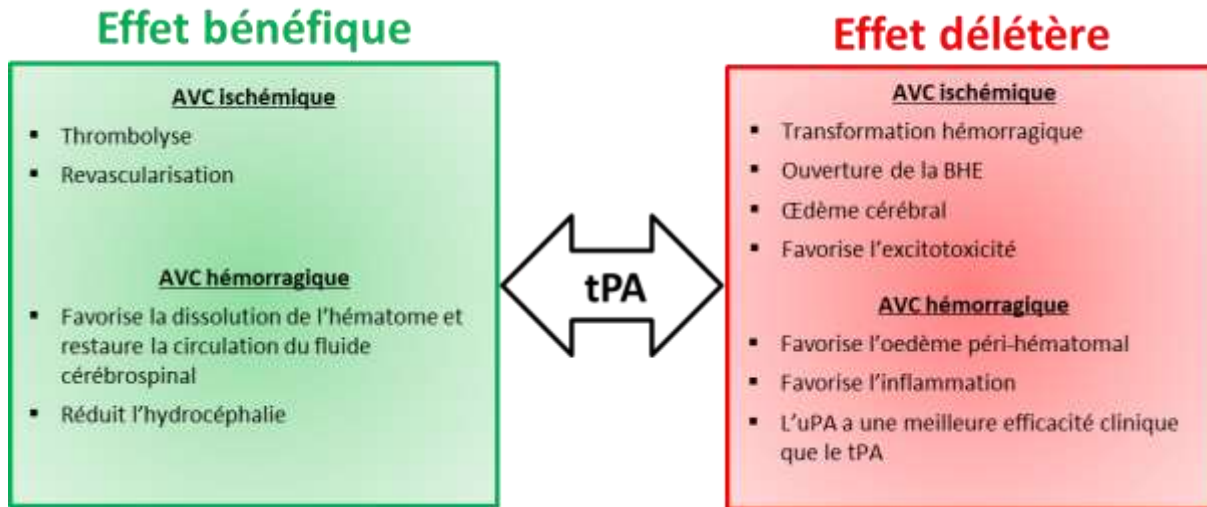 Effet bénéfique
AVC ischémique
▪ Thrombolyse
▪ Revascularisation
AVC hémorragique
▪ Favorise la dissolution de l'hématome et
restaure la circulation du fluide
cérébrospinal
▪ Réduit l'hydrocéphalie
tPA
Effet délétère
AVC ischémique
▪ Transformation hémorragique
▪ Ouverture de la BHE
▪ Œdème cérébral
▪ Favorise l'excitotoxicité
AVC hémorragique
▪ Favorise l'oedème péri-hématomal
▪ Favorise l'inflammation
▪ L'uPA a une meilleure efficacité clinique
que le tPA